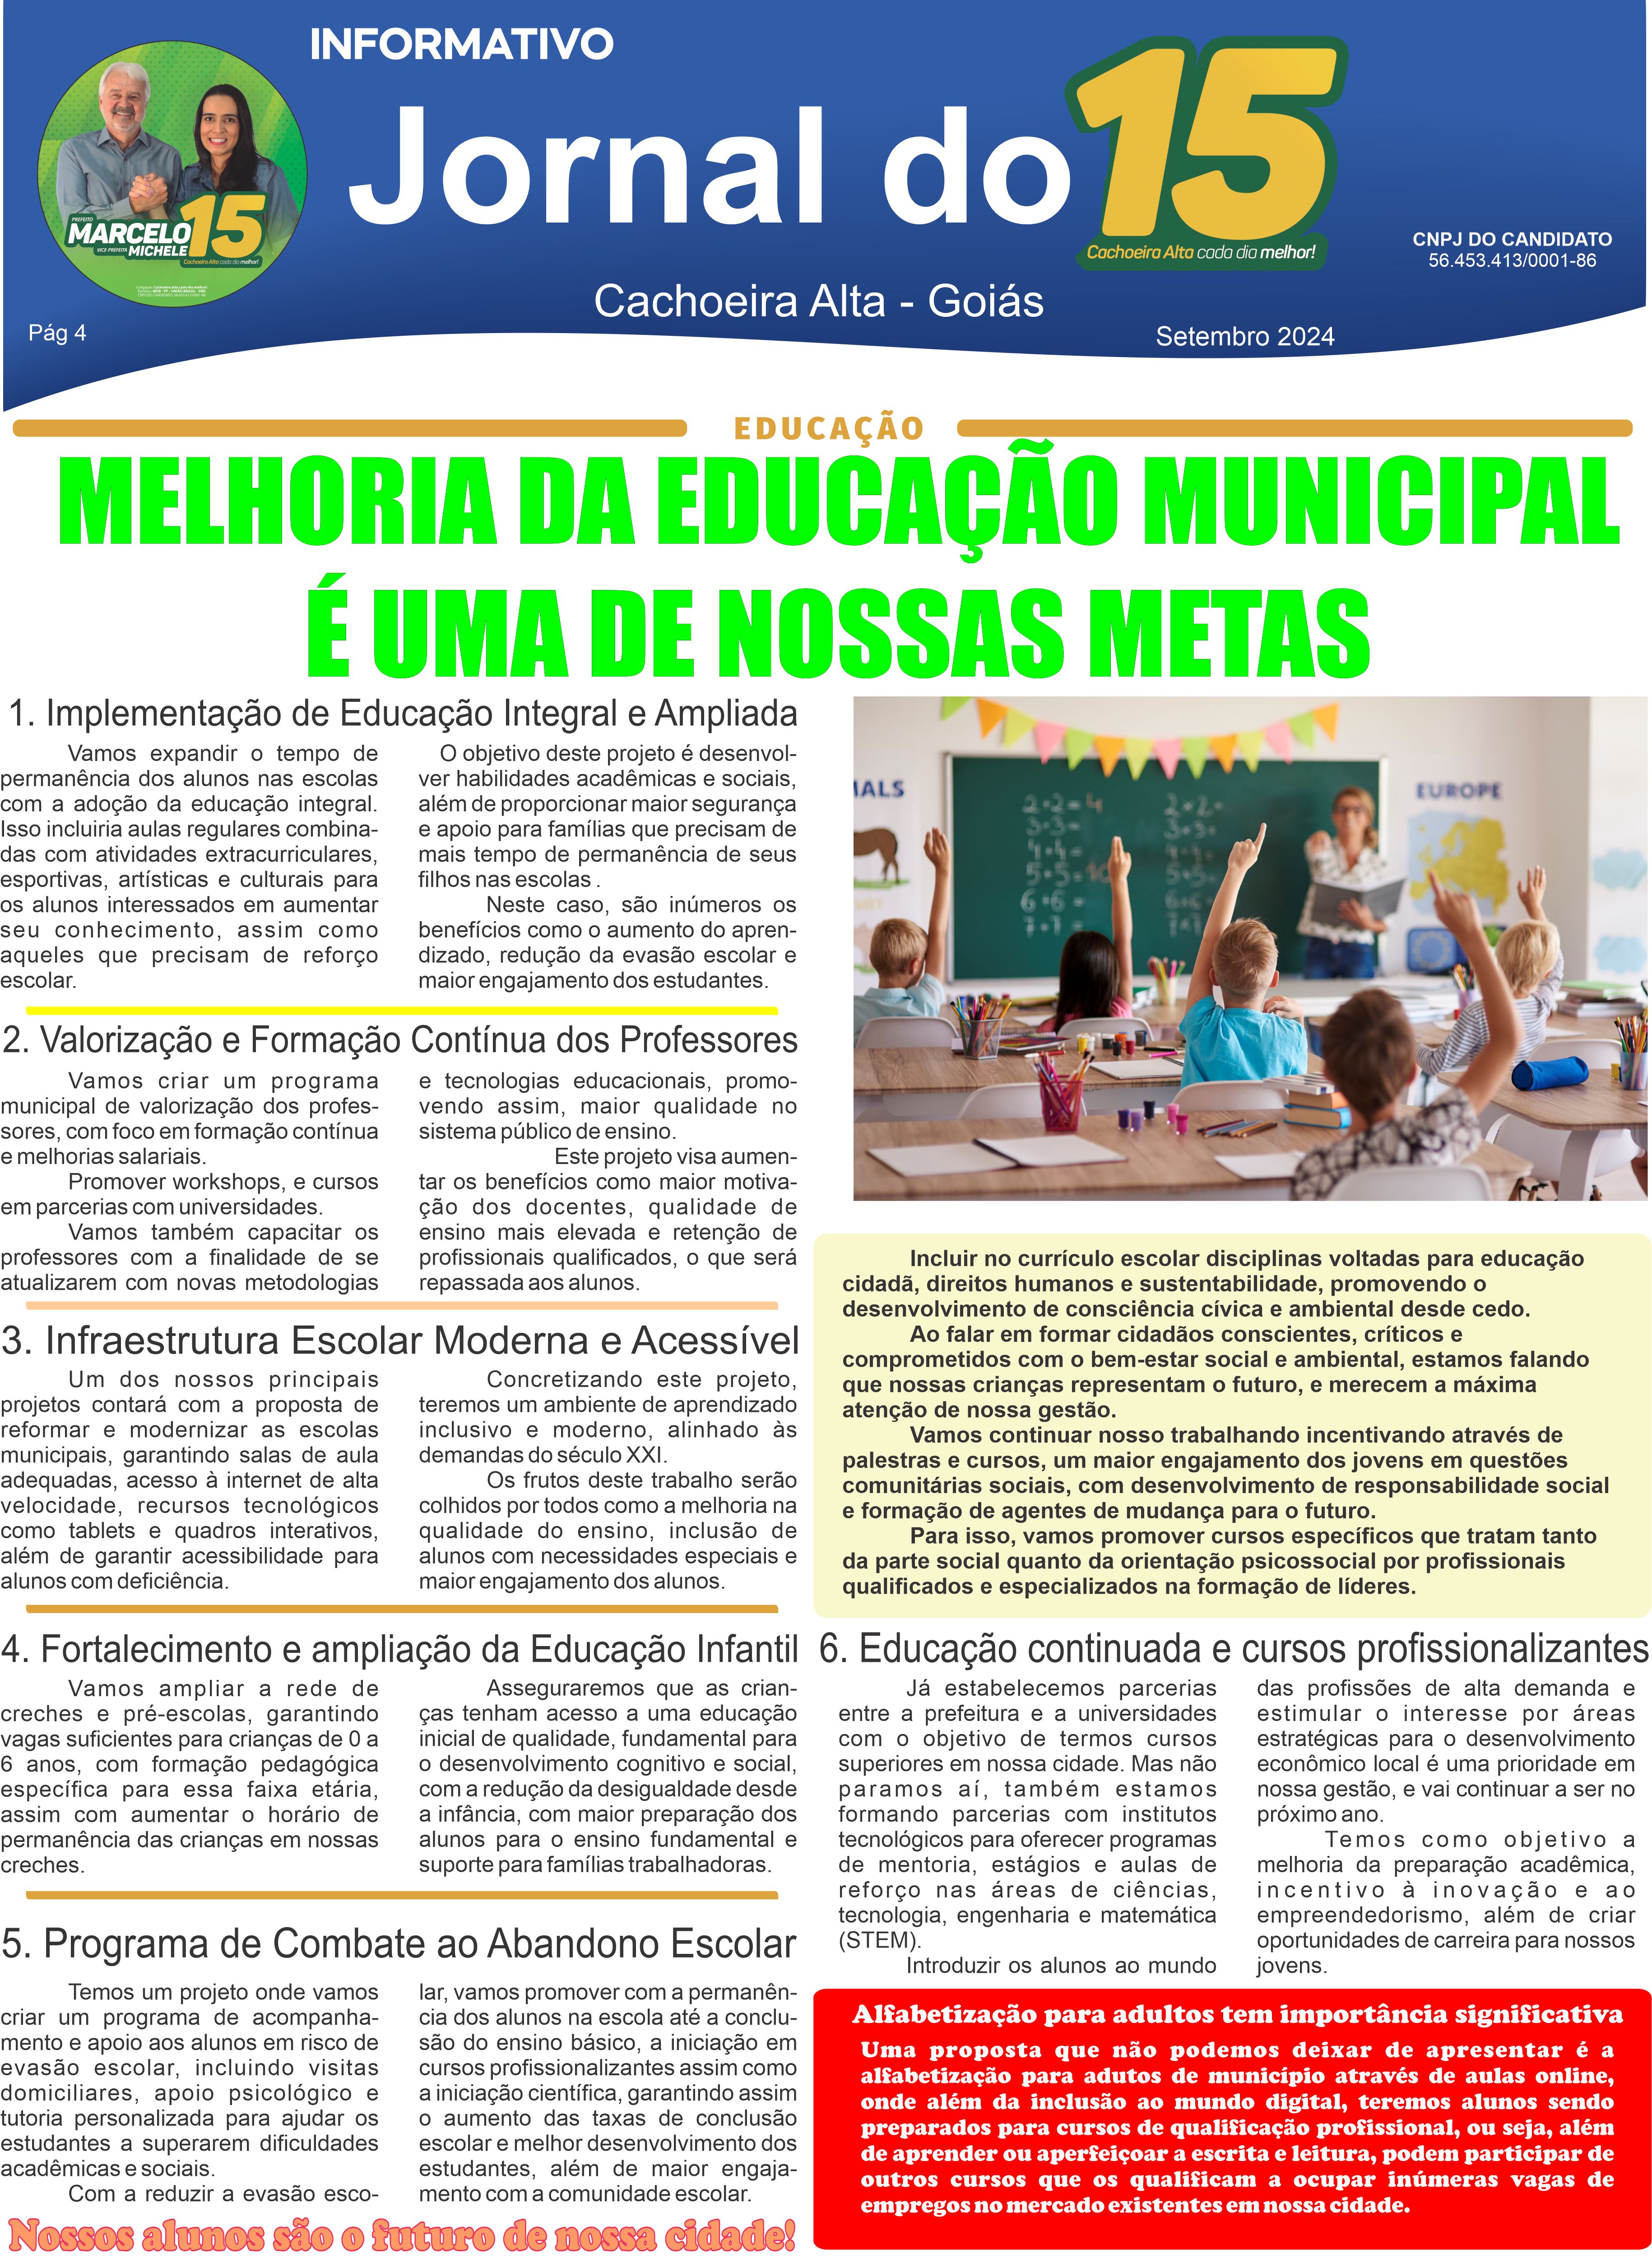 INFORMATIVO
Jornal do 15
PREFEITO
MARCELO 15
VICE PREFEITA MICHELE
Cachoeira Alta cada dia melhor!
Cachoeira Alta cada dia melhor!
CNPJ DO CANDIDATO
56.453.413/0001-86
Cachoeira Alta - Goiás
Pág 4
Setembro 2024
EDUCAÇÃO
MELHORIA DA EDUCAÇÃO MUNICIPAL
É UMA DE NOSSAS METAS
1. Implementação de Educação Integral e Ampliada
Vamos expandir o tempo de
permanência dos alunos nas escolas
com a adoção da educação integral.
Isso incluiria aulas regulares combina-
das com atividades extracurriculares,
esportivas, artísticas e culturais para
os alunos interessados em aumentar
seu conhecimento, assim como
aqueles que precisam de reforço
escolar.
O objetivo deste projeto é desenvol-
ver habilidades acadêmicas e sociais,
além de proporcionar maior segurança
e apoio para famílias que precisam de
mais tempo de permanência de seus
filhos nas escolas .
Neste caso, são inúmeros os
benefícios como o aumento do apren-
dizado, redução da evasão escolar e
maior engajamento dos estudantes.
2. Valorização e Formação Contínua dos Professores
Vamos criar um programa
municipal de valorização dos profes-
sores, com foco em formação contínua
e melhorias salariais.
Promover workshops, e cursos
em parcerias com universidades.
Vamos também capacitar os
professores com a finalidade de se
atualizarem com novas metodologias
e tecnologias educacionais, promo-
vendo assim, maior qualidade no
sistema público de ensino.
Este projeto visa aumen-
tar os benefícios como maior motiva-
ção dos docentes, qualidade de
ensino mais elevada e retenção de
profissionais qualificados, o que será
repassada aos alunos.
3. Infraestrutura Escolar Moderna e Acessível
Um dos nossos principais
projetos contará com a proposta de
reformar e modernizar as escolas
municipais, garantindo salas de aula
adequadas, acesso à internet de alta
velocidade, recursos tecnológicos
como tablets e quadros interativos,
além de garantir acessibilidade para
alunos com deficiência.
Concretizando este projeto,
teremos um ambiente de aprendizado
inclusivo e moderno, alinhado às
demandas do século XXI.
Os frutos deste trabalho serão
colhidos por todos como a melhoria na
qualidade do ensino, inclusão de
alunos com necessidades especiais e
maior engajamento dos alunos.
4. Fortalecimento e ampliação da Educação Infantil
Vamos ampliar a rede de
creches e pré-escolas, garantindo
vagas suficientes para crianças de 0 a
6 anos, com formação pedagógica
específica para essa faixa etária,
assim com aumentar o horário de
permanência das crianças em nossas
creches.
Asseguraremos que as crian-
ças tenham acesso a uma educação
inicial de qualidade, fundamental para
o desenvolvimento cognitivo e social,
com a redução da desigualdade desde
a infância, com maior preparação dos
alunos para o ensino fundamental e
suporte para famílias trabalhadoras.
5. Programa de Combate ao Abandono Escolar
Temos um projeto onde vamos
criar um programa de acompanha-
mento e apoio aos alunos em risco de
evasão escolar, incluindo visitas
domiciliares, apoio psicológico e
tutoria personalizada para ajudar os
estudantes a superarem dificuldades
acadêmicas e sociais.
Com a reduzir a evasão esco-
lar, vamos promover com a permanên-
cia dos alunos na escola até a conclu-
são do ensino básico, a iniciação em
cursos profissionalizantes assim como
a iniciação científica, garantindo assim
o aumento das taxas de conclusão
escolar e melhor desenvolvimento dos
estudantes, além de maior engaja-
mento com a comunidade escolar.
Nossos alunos são o futuro de nossa cidade!
EUROPE
Incluir no currículo escolar disciplinas voltadas para educação
cidadã, direitos humanos e sustentabilidade, promovendo o
desenvolvimento de consciência cívica e ambiental desde cedo.
Ao falar em formar cidadãos conscientes, críticos e
comprometidos com o bem-estar social e ambiental, estamos falando
que nossas crianças representam o futuro, e merecem a máxima
atenção de nossa gestão.
Vamos continuar nosso trabalhando incentivando através de
palestras e cursos, um maior engajamento dos jovens em questões
comunitárias sociais, com desenvolvimento de responsabilidade social
e formação de agentes de mudança para o futuro.
Para isso, vamos promover cursos específicos que tratam tanto
da parte social quanto da orientação psicossocial por profissionais
qualificados e especializados na formação de líderes.
6. Educação continuada e cursos profissionalizantes
Já estabelecemos parcerias
entre a prefeitura e a universidades
com o objetivo de termos cursos
superiores em nossa cidade. Mas não
paramos aí, também estamos
formando parcerias com institutos
tecnológicos para oferecer programas
de mentoria, estágios e aulas de
reforço nas áreas de ciências,
tecnologia, engenharia e matemática
(STEM).
Introduzir os alunos ao mundo
das profissões de alta demanda e
estimular o interesse por áreas
estratégicas para o desenvolvimento
econômico local é uma prioridade em
nossa gestão, e vai continuar a ser no
próximo ano.
Temos como objetivo a
melhoria da preparação acadêmica,
incentivo à inovação e ao
empreendedorismo, além de criar
oportunidades de carreira para nossos
jovens.
Alfabetização para adultos tem importância significativa
Uma proposta que não podemos deixar de apresentar é a
alfabetização para adutos de município através de aulas online,
onde além da inclusão ao mundo digital, teremos alunos sendo
preparados para cursos de qualificação profissional, ou seja, além
de aprender ou aperfeiçoar a escrita e leitura, podem participar de
outros cursos que os qualificam a ocupar inúmeras vagas de
empregos no mercado existentes em nossa cidade.